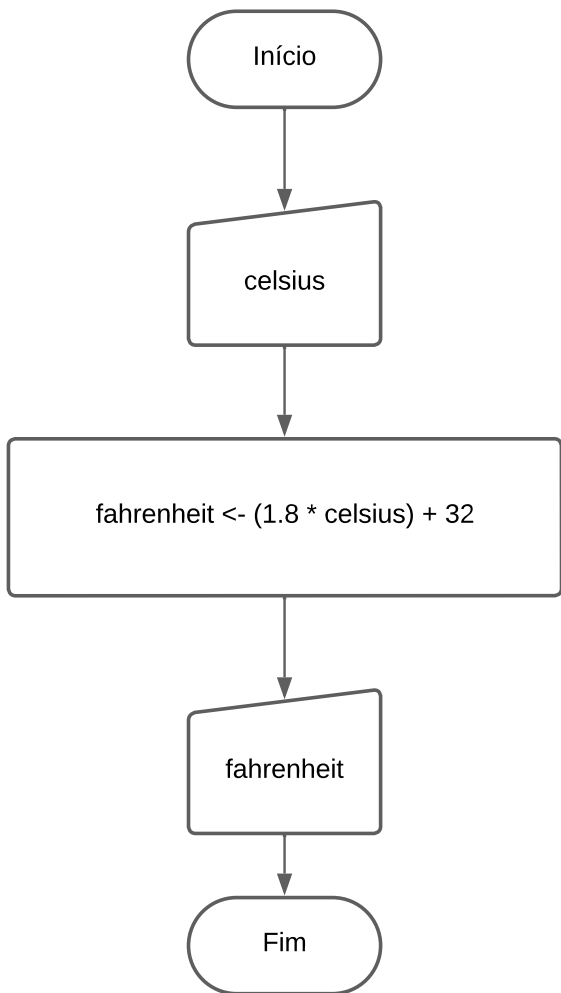 Início
celsius
fahrenheit <- (1.8 * celsius) + 32
fahrenheit
Fim